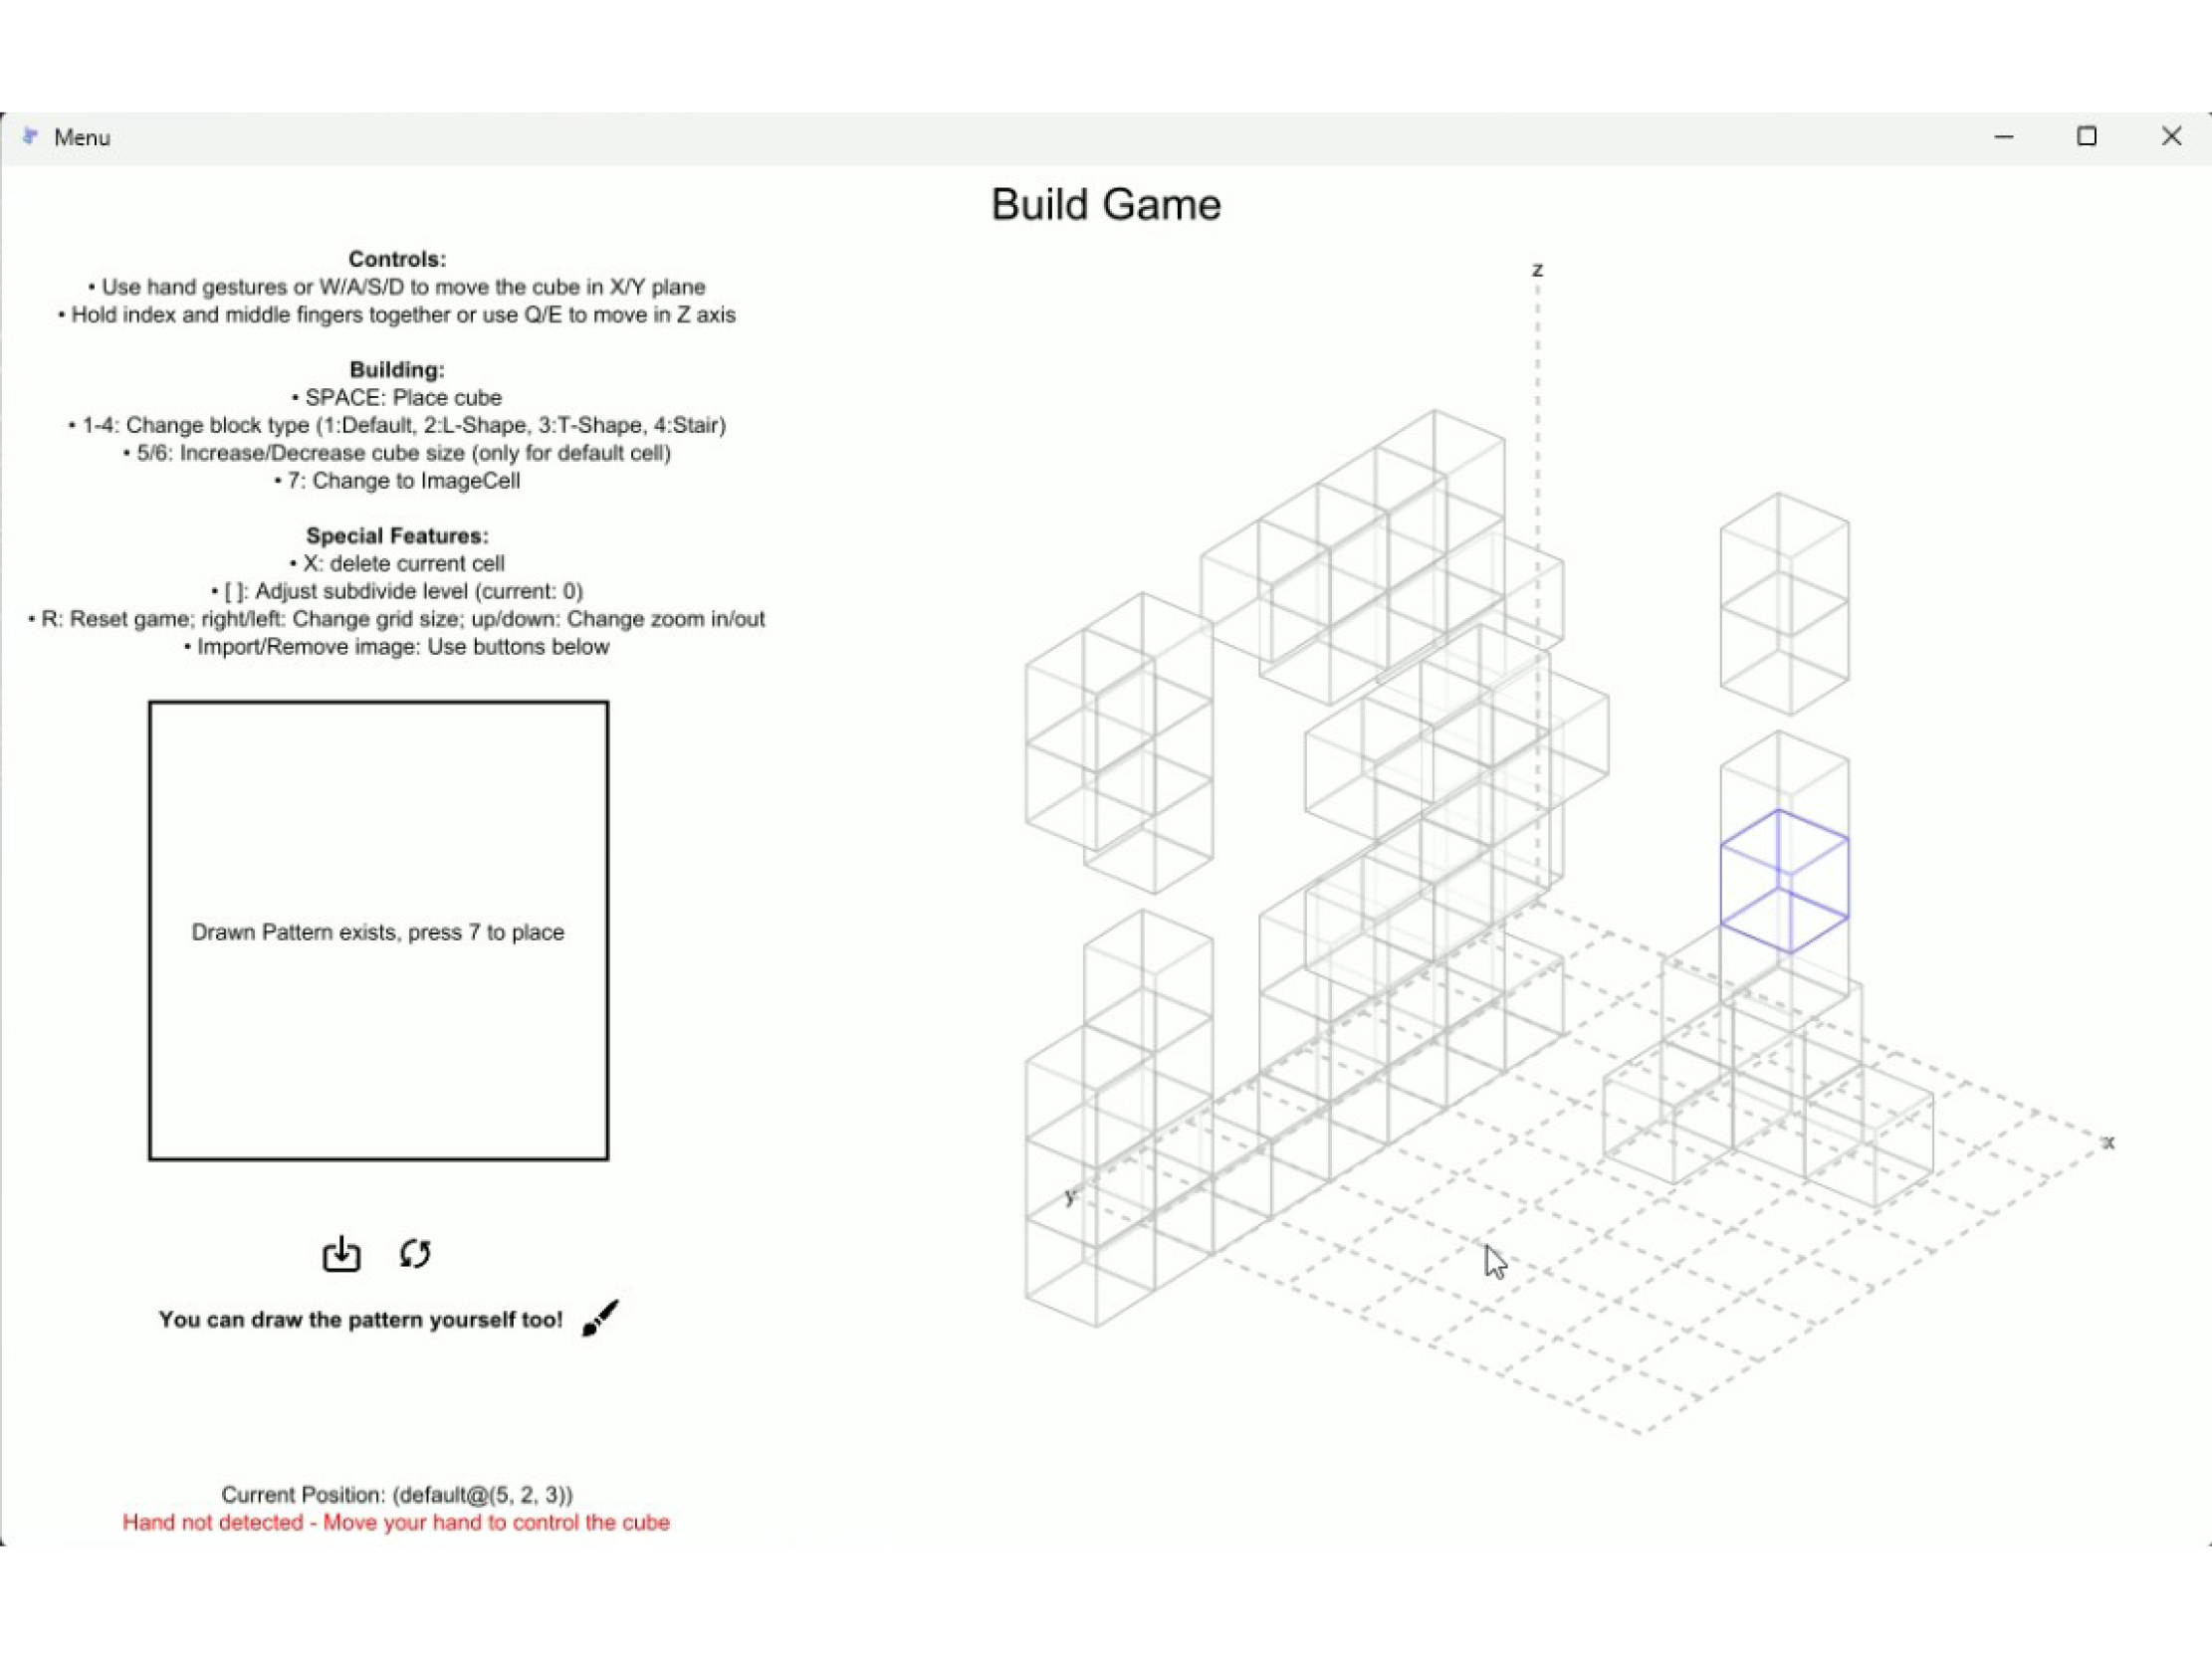 Menu
Build Game
Controls:
• Use hand gestures or W/A/S/D to move the cube in X/Y plane
• Hold index and middle fingers together or use Q/E to move in Z axis
Building:
• SPACE: Place cube
• 1-4: Change block type (1:Default, 2:L-Shape, 3:T-Shape, 4:Stair)
• 5/6: Increase/Decrease cube size (only for default cell)
• 7: Change to ImageCell
Special Features:
• X: delete current cell
• [ ]: Adjust subdivide level (current: 0)
• R: Reset game; right/left: Change grid size; up/down: Change zoom in/out
• Import/Remove image: Use buttons below
Drawn Pattern exists, press 7 to place
You can draw the pattern yourself too!
Current Position: (default@(5, 2, 3))
Hand not detected - Move your hand to control the cube
z
x
y